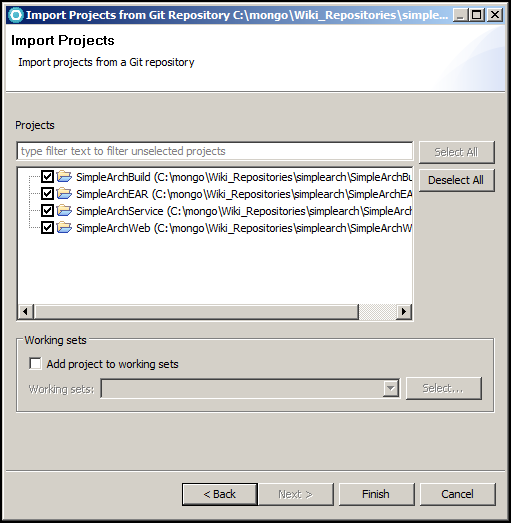 Import Projects from Git Repository C:\mongo\Wiki_Repositories\simple...
Import Projects
Import projects from a Git repository
Projects
type filter text to filter unselected projects
Select All
SimpleArchBuild (C:\mongo\Wiki_Repositories\simplearch\SimpleArchBu
Deselect All
SimpleArchEAR (C:\mongo\Wiki_Repositories\simplearch\SimpleArchEA
SimpleArchService (C:\mongo\Wiki_Repositories\simplearch\SimpleArch
SimpleArchWeb (C:\mongo\Wiki_Repositories\simplearch\SimpleArchW
Working sets
Add project to working sets
Working sets:
Select...
< Back
Next >
Finish
Cancel